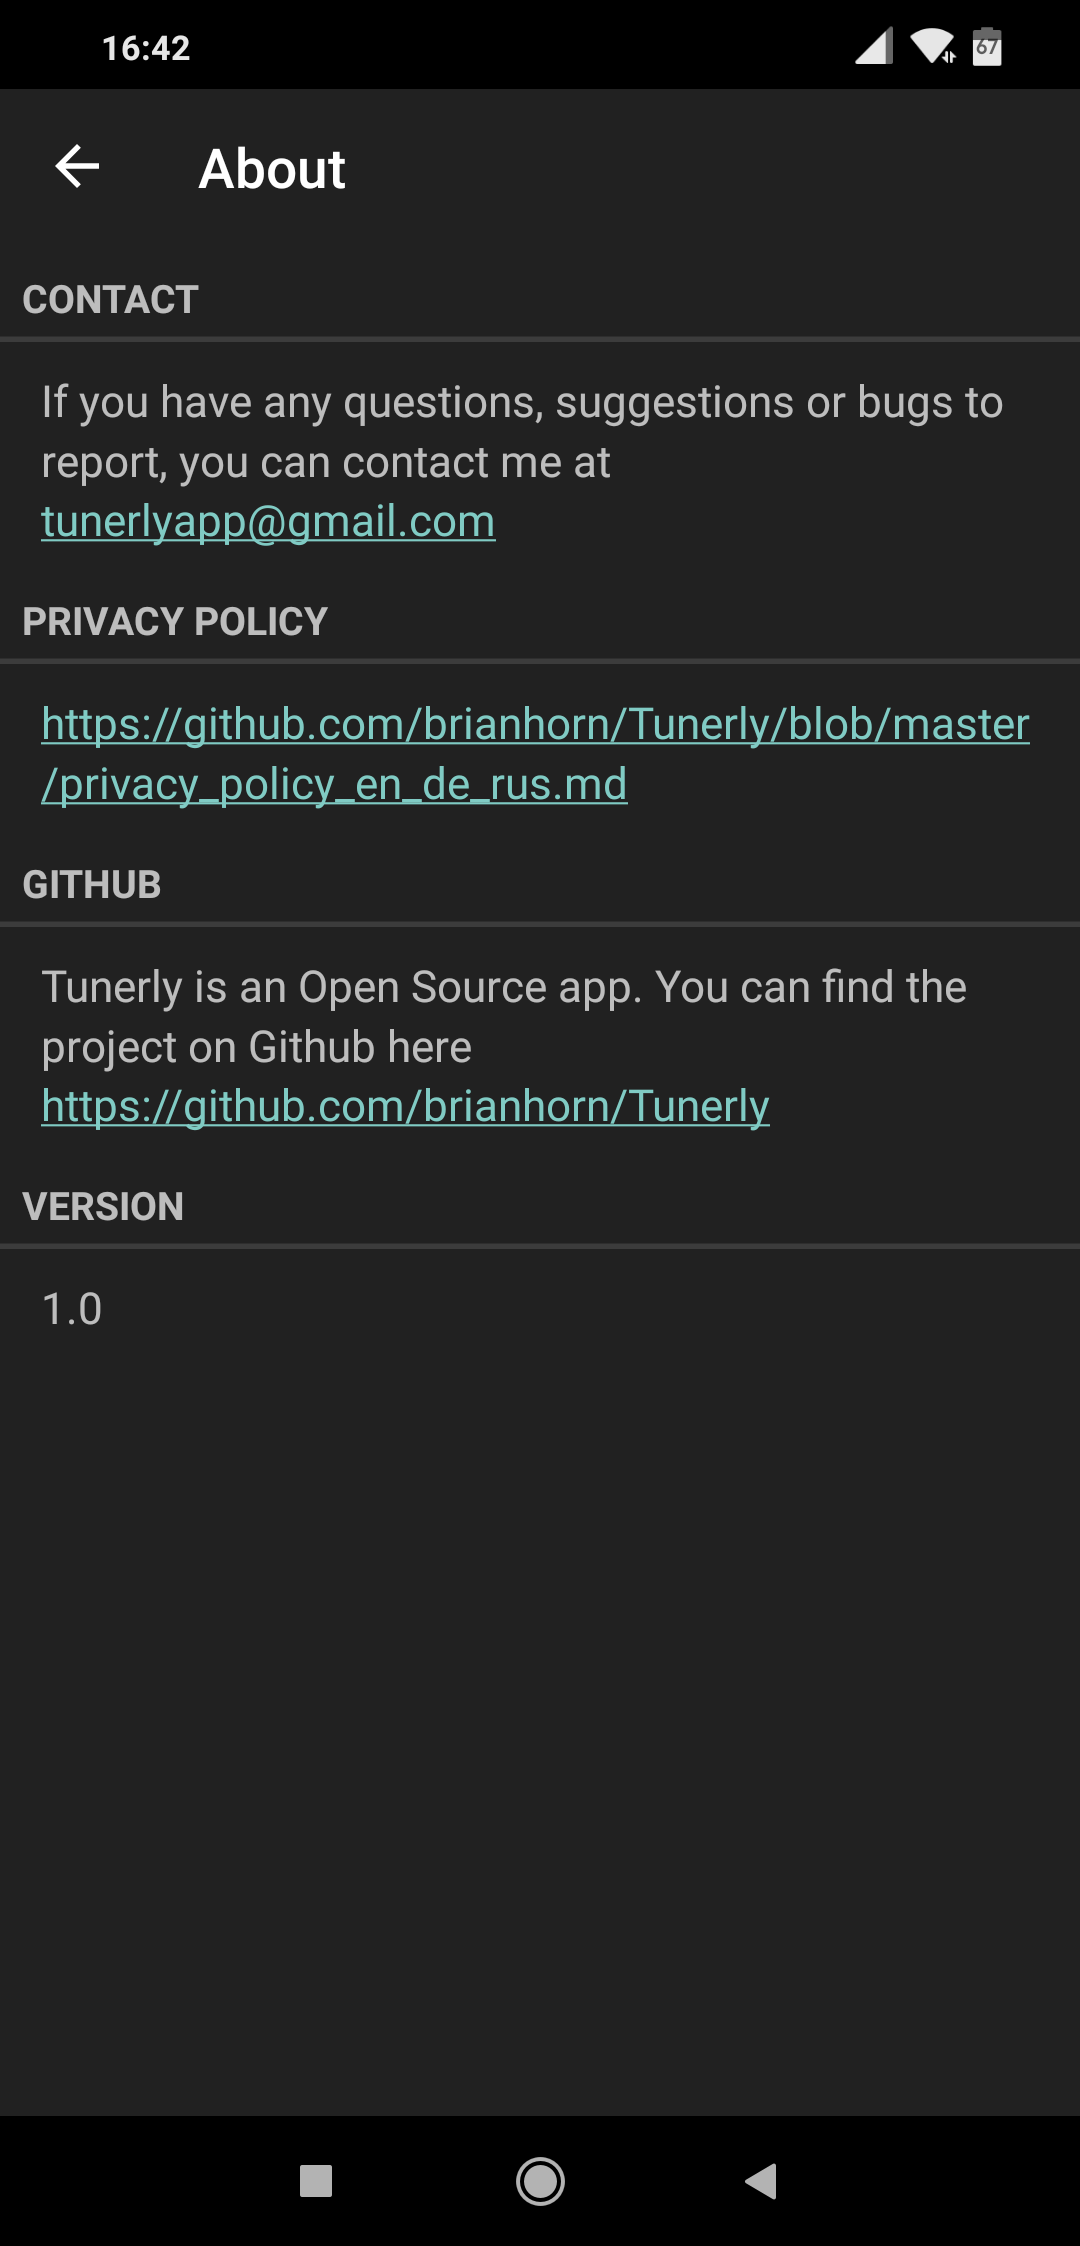 16:42
67
About
CONTACT
If you have any questions, suggestions or bugs to
report, you can contact me at
tunerlyapp@gmail.com
PRIVACY POLICY
https://github.com/brianhorn/Tunerly/blob/master
/privacy_policy_en_de_rus.md
GITHUB
Tunerly is an Open Source app. You can find the
project on Github here
https://github.com/brianhorn/Tunerly
VERSION
1.0